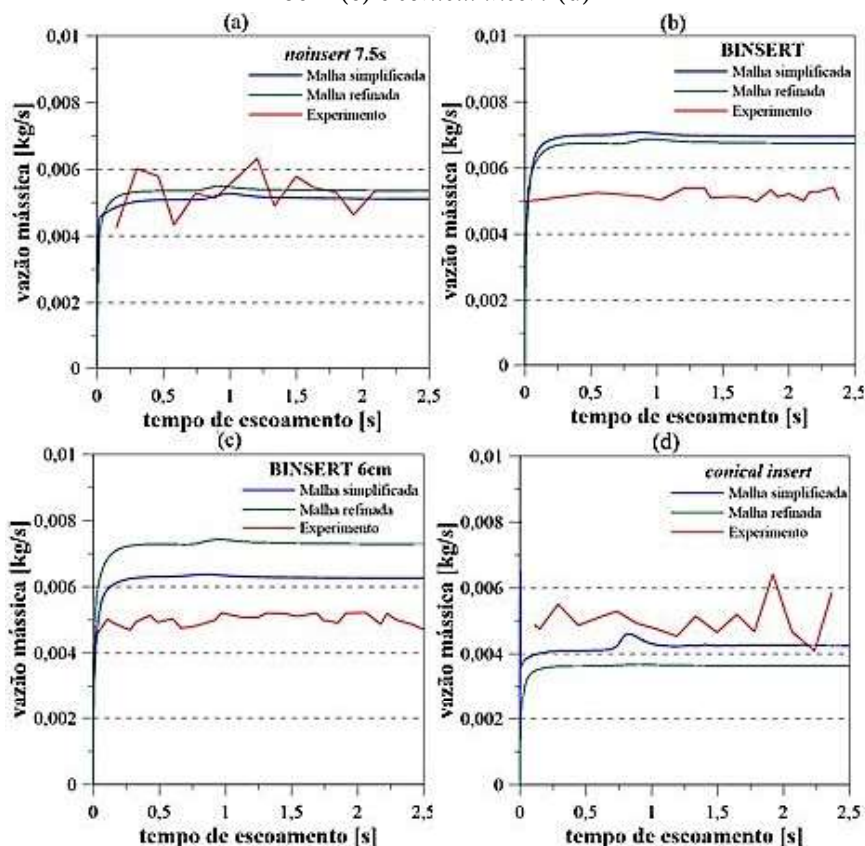 (a)
noinsert 7.5s
Malha simplificada
Malha refinada
Experimento
vazão mássica [kg/s]
0,01
0,008
0,006
0,004
0,002
0
0
0,5
1
1,5
2
2,5
tempo de escoamento [s]
(b)
BINSERT
Malha simplificada
Malha refinada
Experimento
vazão mássica [kg/s]
0,01
0,008
0,006
0,004
0,002
0
0
0,5
1
1,5
2
2,5
tempo de escoamento [s]
(c)
BINSERT 6cm
Malha simplificada
Malha refinada
Experimento
vazão mássica [kg/s]
0,01
0,008
0,006
0,004
0,002
0
0
0,5
1
1,5
2
2,5
tempo de escoamento [s]
(d)
conical insert
Malha simplificada
Malha refinada
Experimento
vazão mássica [kg/s]
0,01
0,008
0,006
0,004
0,002
0
0
0,5
1
1,5
2
2,5
tempo de escoamento [s]